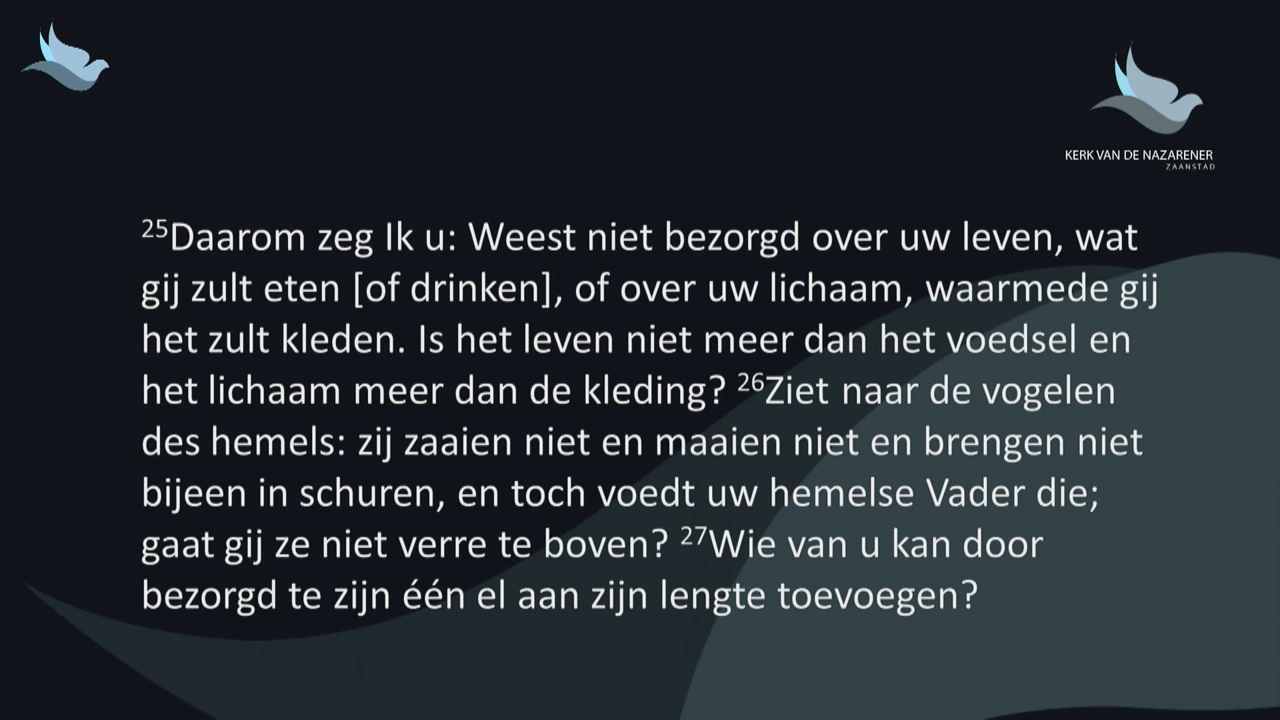 KERK VAN DE NAZARENER
ZAANSTAD
²⁵Daarom zeg Ik u: Weest niet bezorgd over uw leven, wat
gij zult eten [of drinken], of over uw lichaam, waarmede gij
het zult kleden. Is het leven niet meer dan het voedsel en
het lichaam meer dan de kleding? ²⁶Ziet naar de vogelen
des hemels: zij zaaien niet en maaien niet en brengen niet
bijeen in schuren, en toch voedt uw hemelse Vader die;
gaat gij ze niet verre te boven? ²⁷Wie van u kan door
bezorgd te zijn één el aan zijn lengte toevoegen?